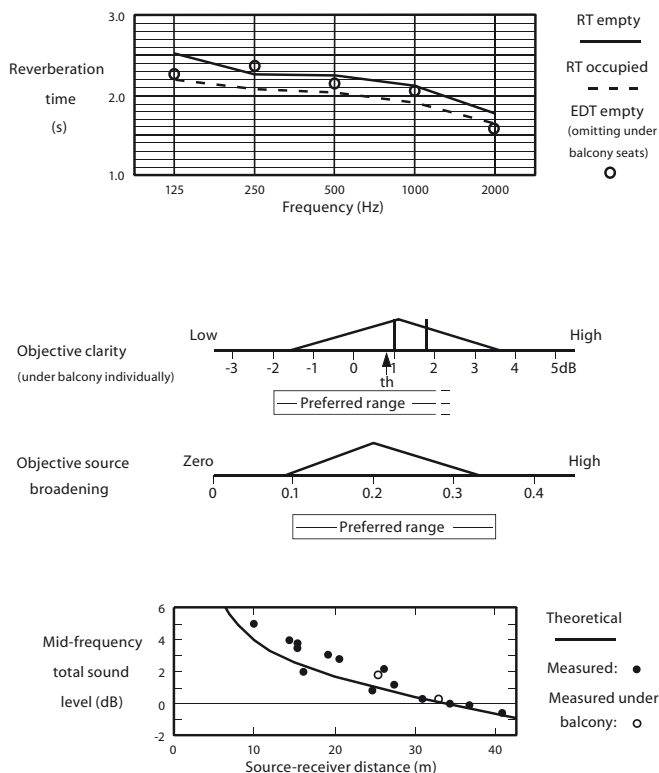 3.0
2.0
1.0
Reverberation
time
(s)
125 250 500 1000 2000
Frequency (Hz)
RT empty
RT occupied
EDT empty
(omitting under
balcony seats)
Objective clarity
(under balcony individually)
Low
High
-3 -2 -1 0 1 2 3 4 5dB
th
Preferred range
Objective source
broadening
Zero
High
0 0.1 0.2 0.3 0.4
Preferred range
Mid-frequency
total sound
level (dB)
6
4
2
0
-2
0 10 20 30 40
Source-receiver distance (m)
Theoretical
Measured:
Measured under
balcony: